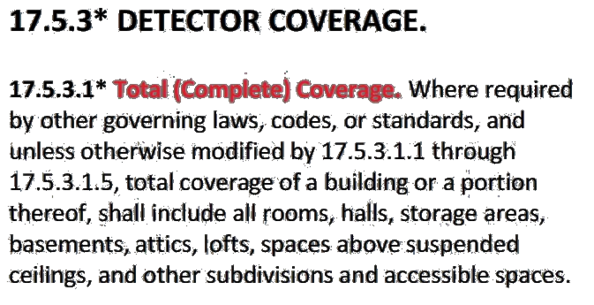 17.5.3* DETECTOR COVERAGE.
17.5.3.1* Total (Complete) Coverage. Where required
by other governing laws, codes, or standards, and
unless otherwise modified by 17.5.3.1.1 through
17.5.3.1.5, total coverage of a building or a portion
thereof, shall include all rooms, halls, storage areas,
basements, attics, lofts, spaces above suspended
ceilings, and other subdivisions and accessible spaces.